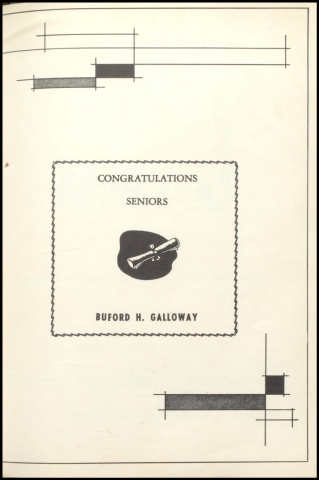 CONGRATULATIONS
SENIORS
BUFORD H. GALLOWAY